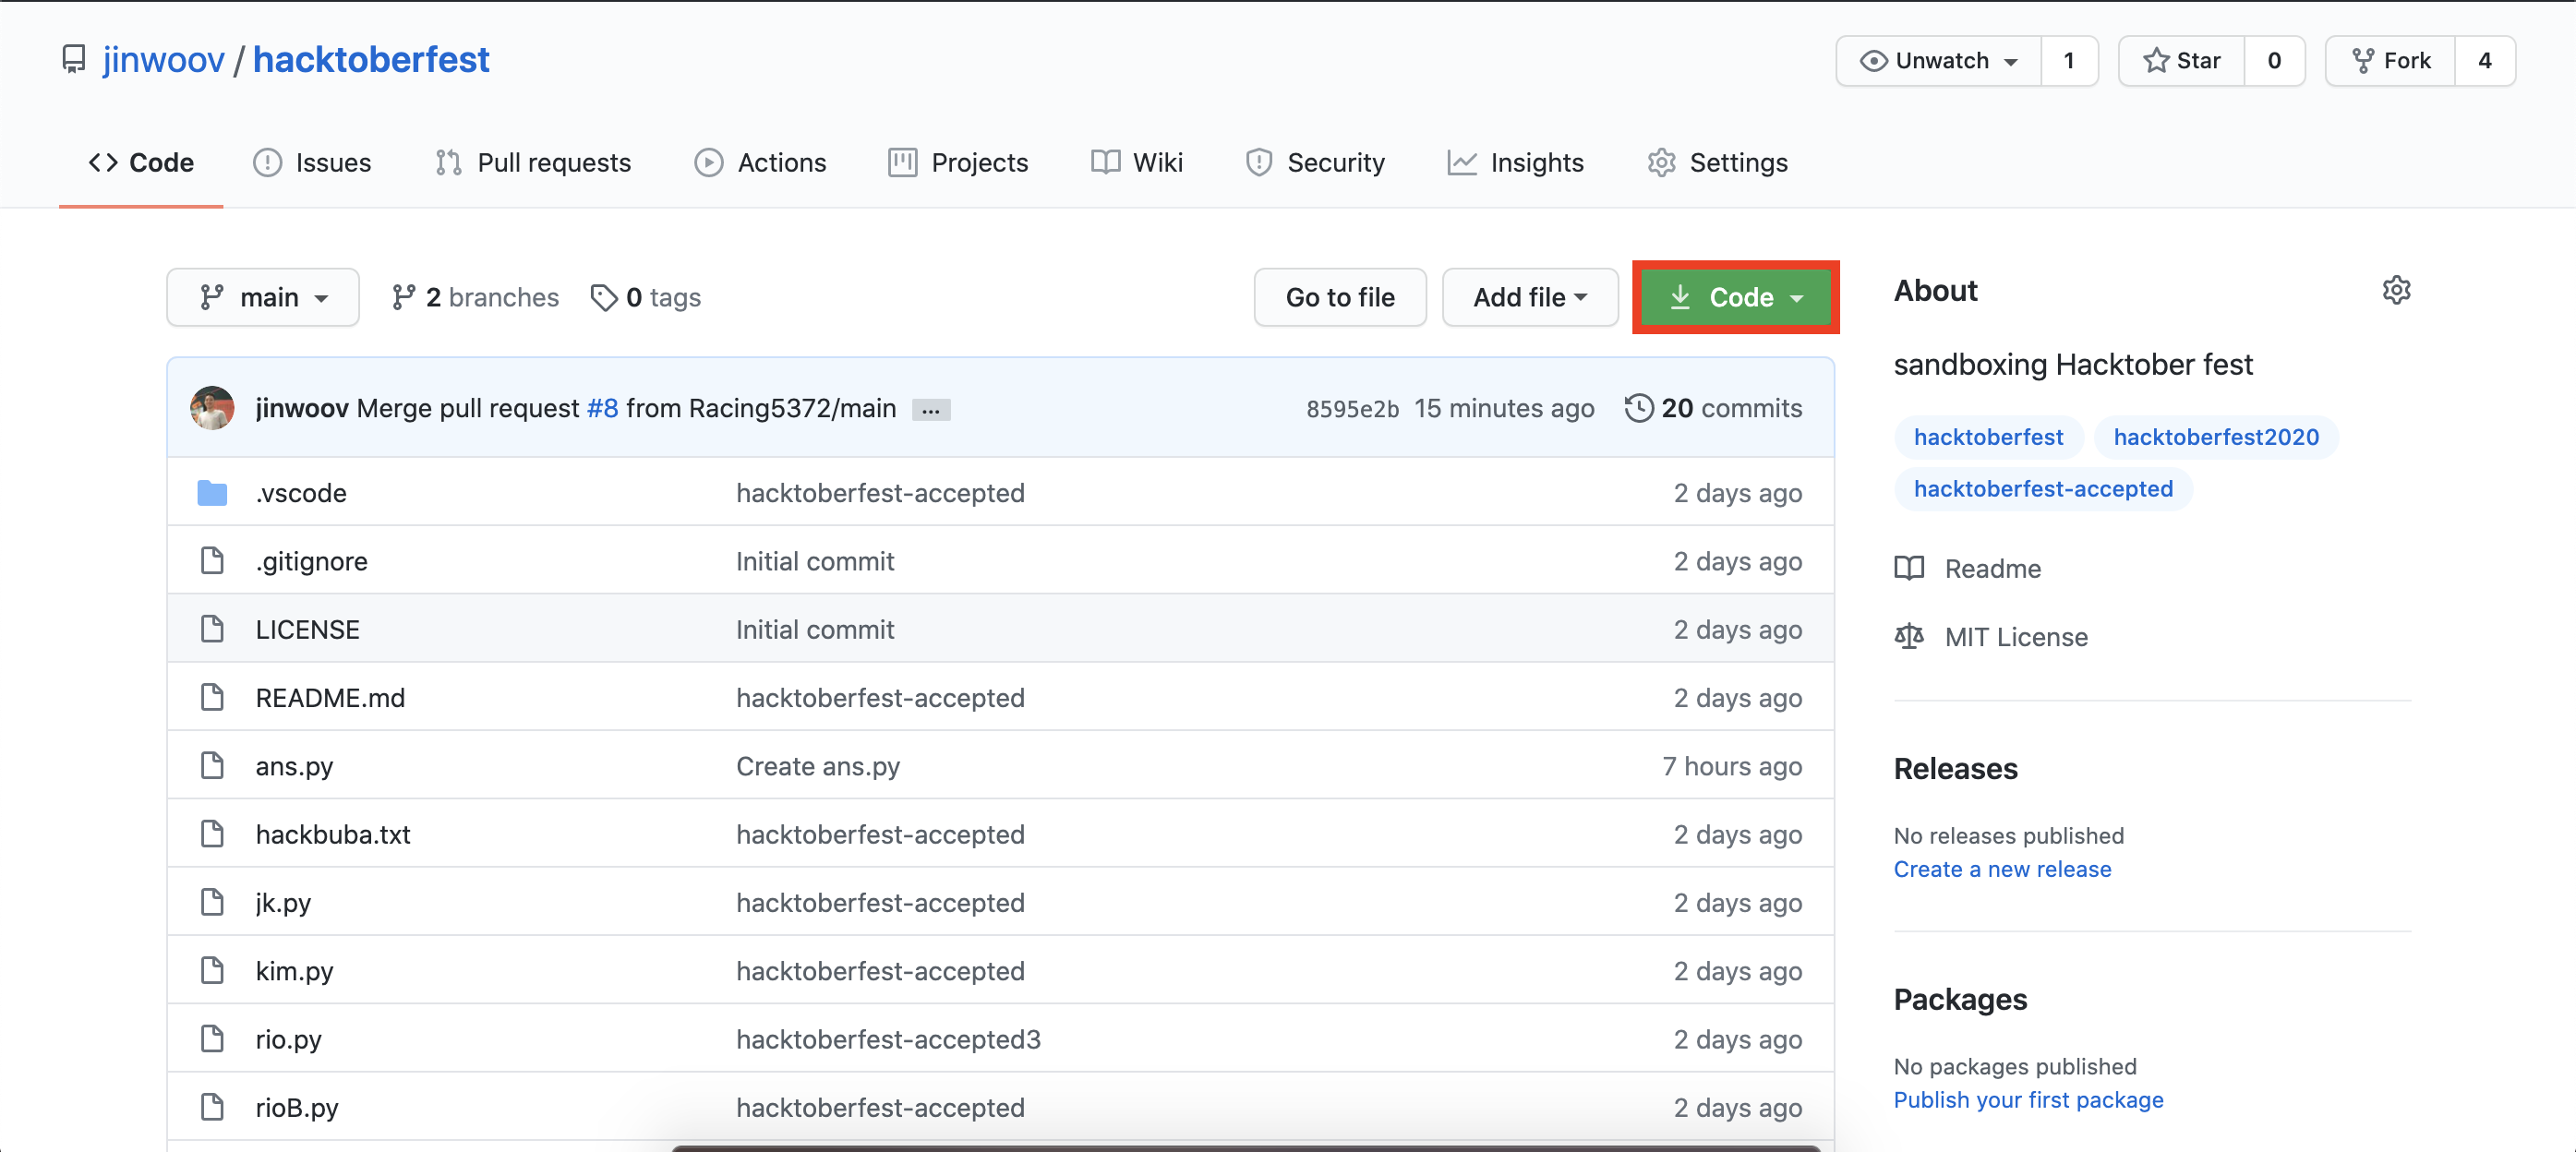 jinwoov / hacktoberfest
Unwatch 1 Star 0 Fork 4
Code Issues Pull requests Actions Projects Wiki Security Insights Settings
main 2 branches 0 tags Go to file Add file Code
jinwoov Merge pull request #8 from Racing5372/main ... 8595e2b 15 minutes ago 20 commits
.vscode hacktoberfest-accepted 2 days ago
.gitignore Initial commit 2 days ago
LICENSE Initial commit 2 days ago
README.md hacktoberfest-accepted 2 days ago
ans.py Create ans.py 7 hours ago
hackbuba.txt hacktoberfest-accepted 2 days ago
jk.py hacktoberfest-accepted 2 days ago
kim.py hacktoberfest-accepted 2 days ago
rio.py hacktoberfest-accepted3 2 days ago
rioB.py hacktoberfest-accepted 2 days ago
About
sandboxing Hacktober fest
hacktoberfest hacktoberfest2020
hacktoberfest-accepted
Readme
MIT License
Releases
No releases published
Create a new release
Packages
No packages published
Publish your first package